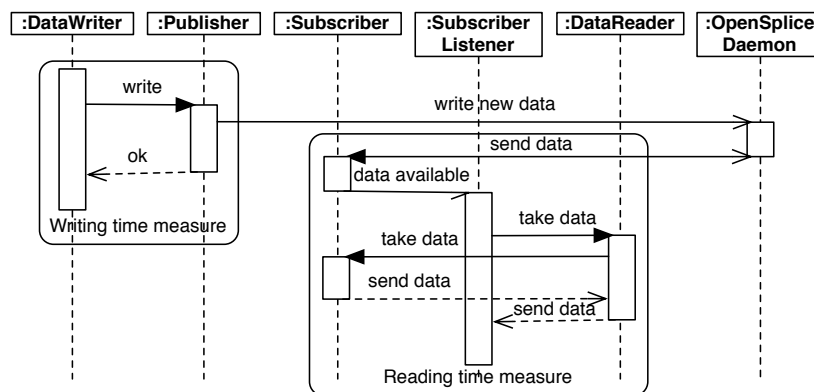 :DataWriter
:Publisher
:Subscriber
:Subscriber
Listener
:DataReader
:OpenSplice
Daemon
write
write new data
send data
ok
data available
Writing time measure
take data
take data
send data
send data
Reading time measure